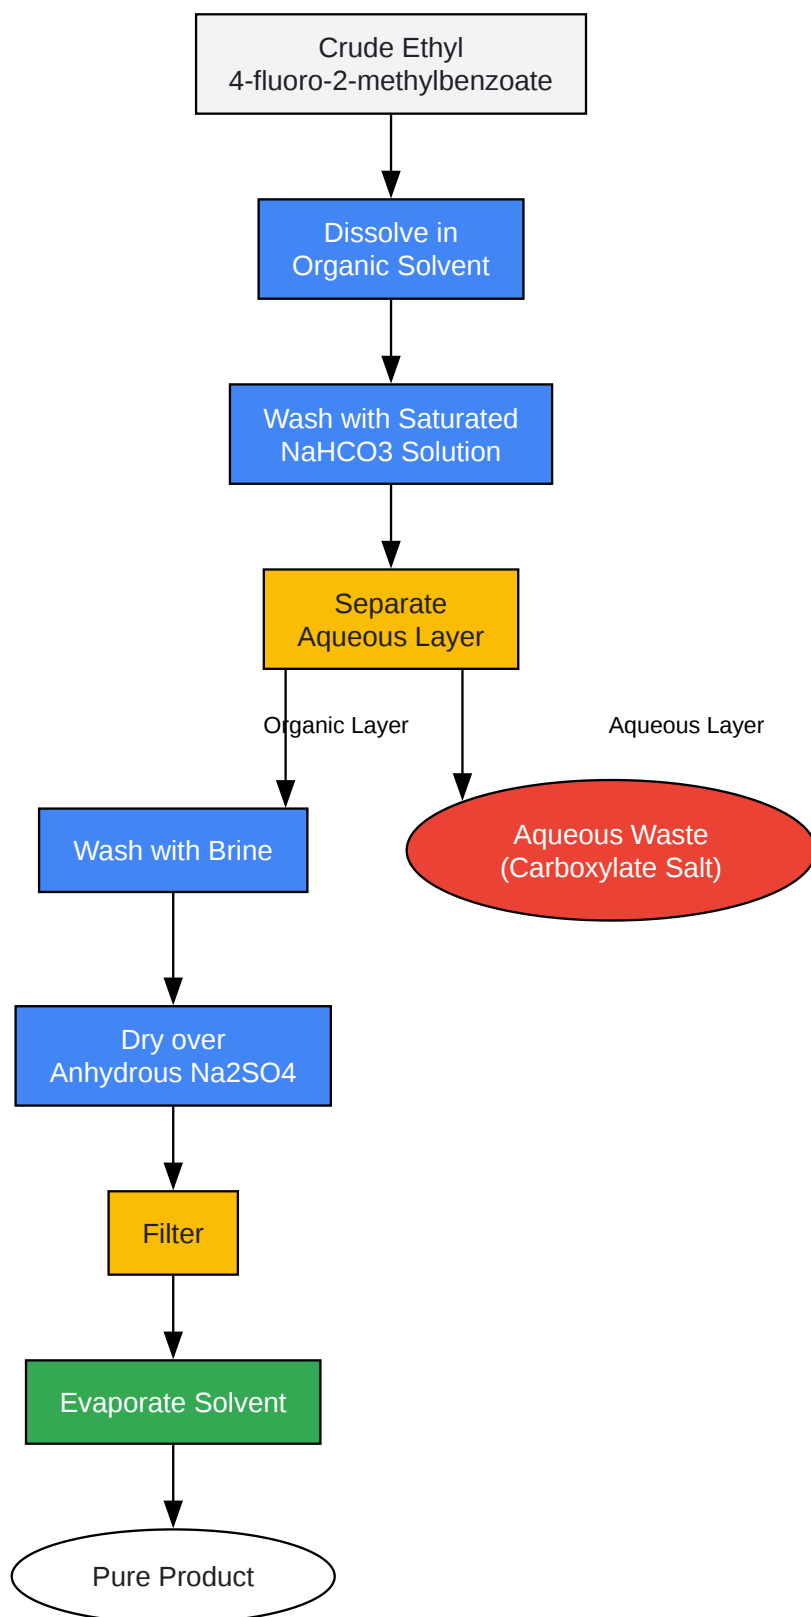 Crude Ethyl
4-fluoro-2-methylbenzoate
Dissolve in
Organic Solvent
Wash with Saturated
NaHCO3 Solution
Separate
Aqueous Layer
Organic Layer
Aqueous Layer
Wash with Brine
Aqueous Waste
(Carboxylate Salt)
Dry over
Anhydrous Na2SO4
Filter
Evaporate Solvent
Pure Product